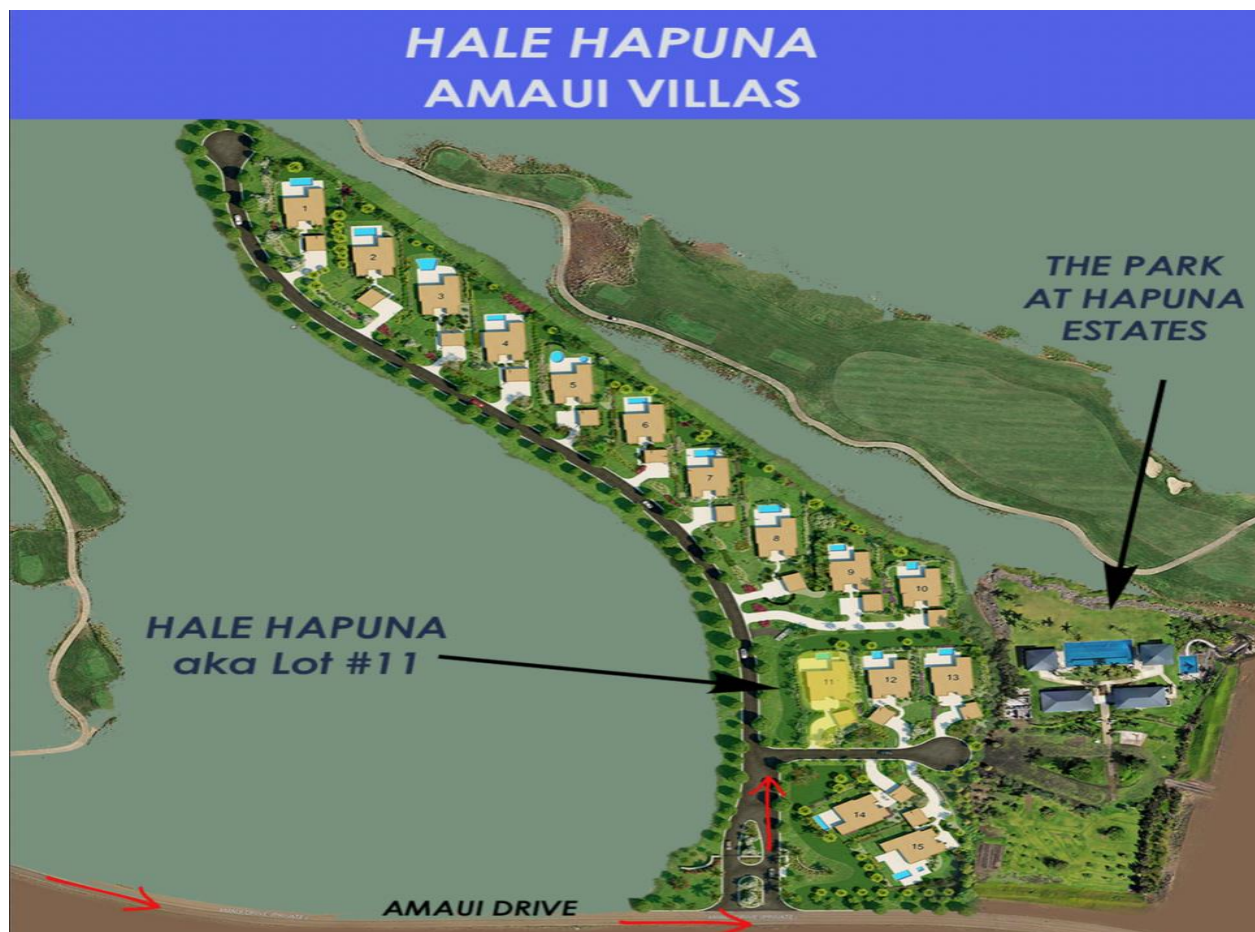 HALE HAPUNA
AMAUI VILLAS
THE PARK
AT HAPUNA
ESTATES
1
2
3
4
5
6
7
8
9
10
HALE HAPUNA
aka Lot #11
11
12
13
14
15
AMAUI DRIVE